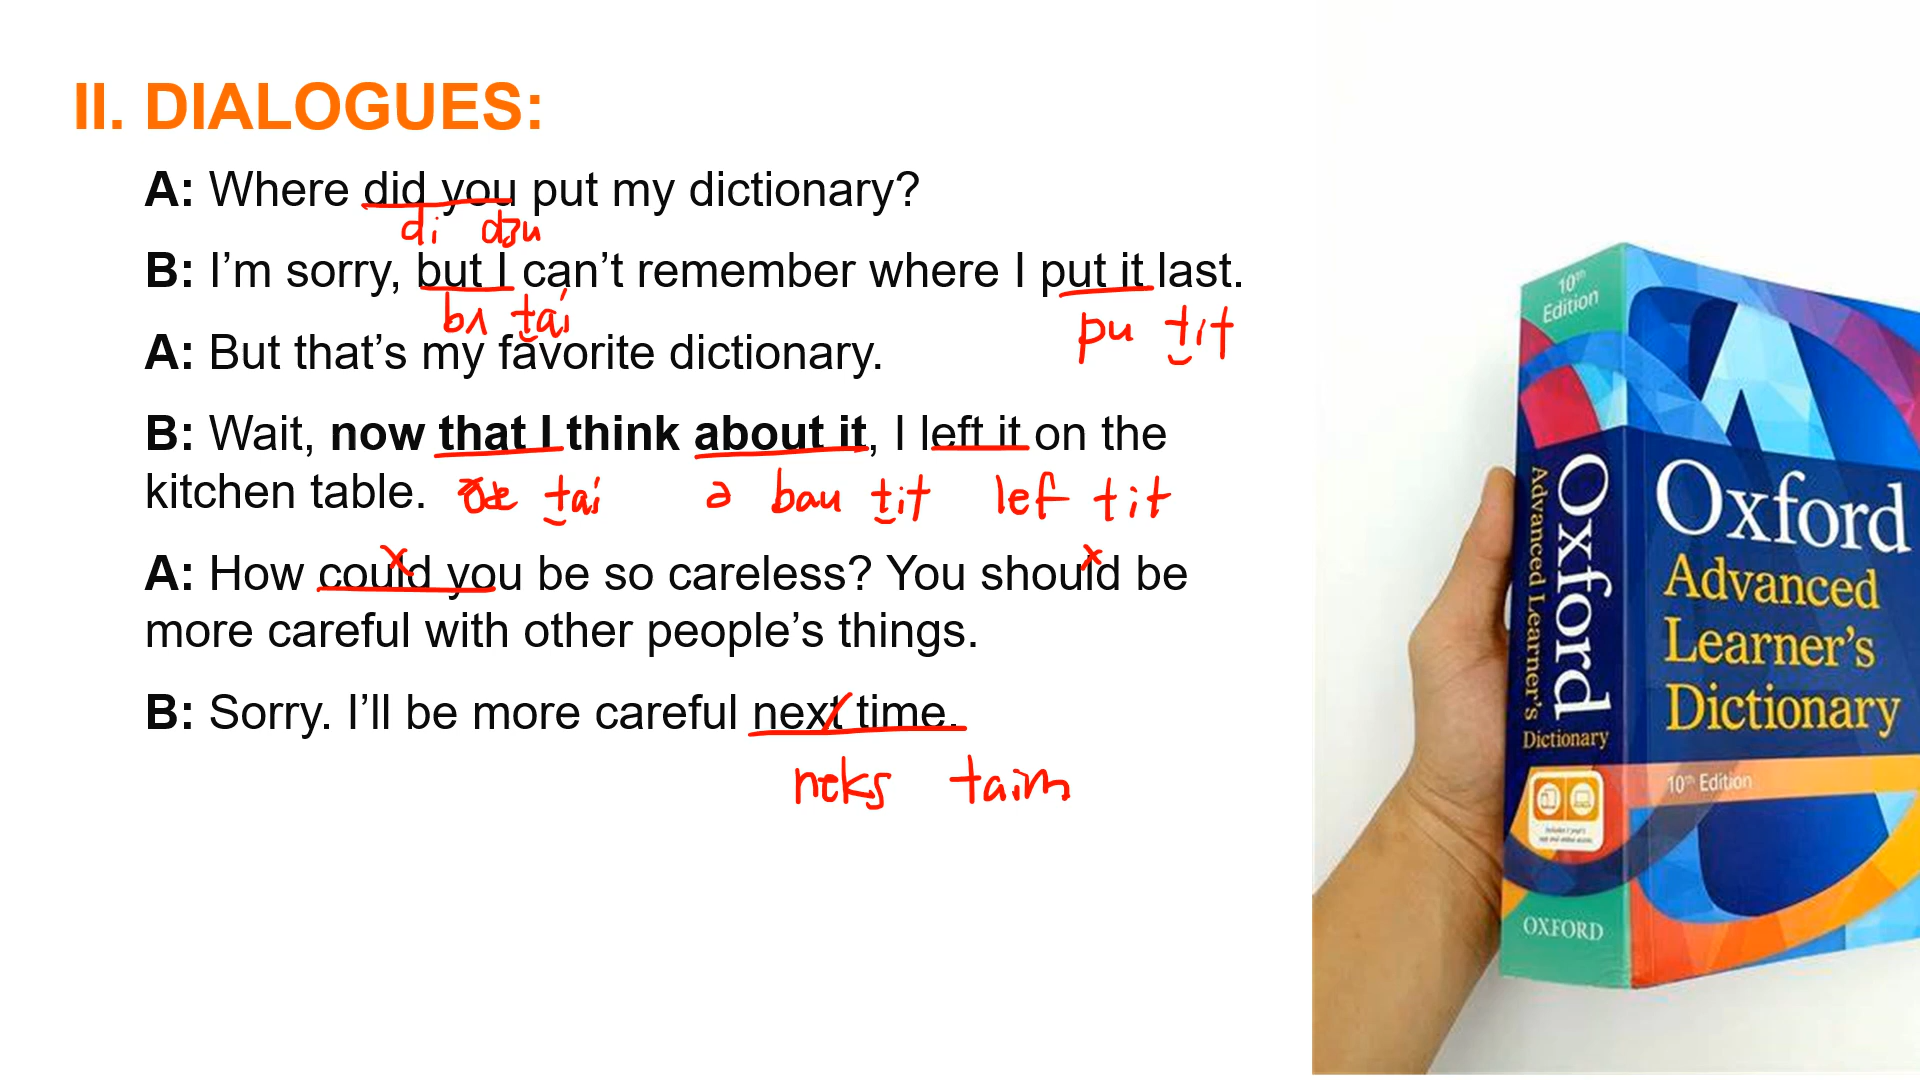 II. DIALOGUES:
A: Where did you put my dictionary?
di dʒu
B: I'm sorry, but I can't remember where I put it last.
bʌ tai
pu tit
A: But that's my favorite dictionary.
B: Wait, now that I think about it, I left it on the
kitchen table.
ðæ tai ə bau tit lef tit
x x
A: How could you be so careless? You should be
more careful with other people's things.
B: Sorry. I'll be more careful next time.
neks taim
10th
Edition
Oxford
Advanced Learner's
Dictionary
OXFORD
Oxford
Advanced
Learner's
Dictionary
10th Edition